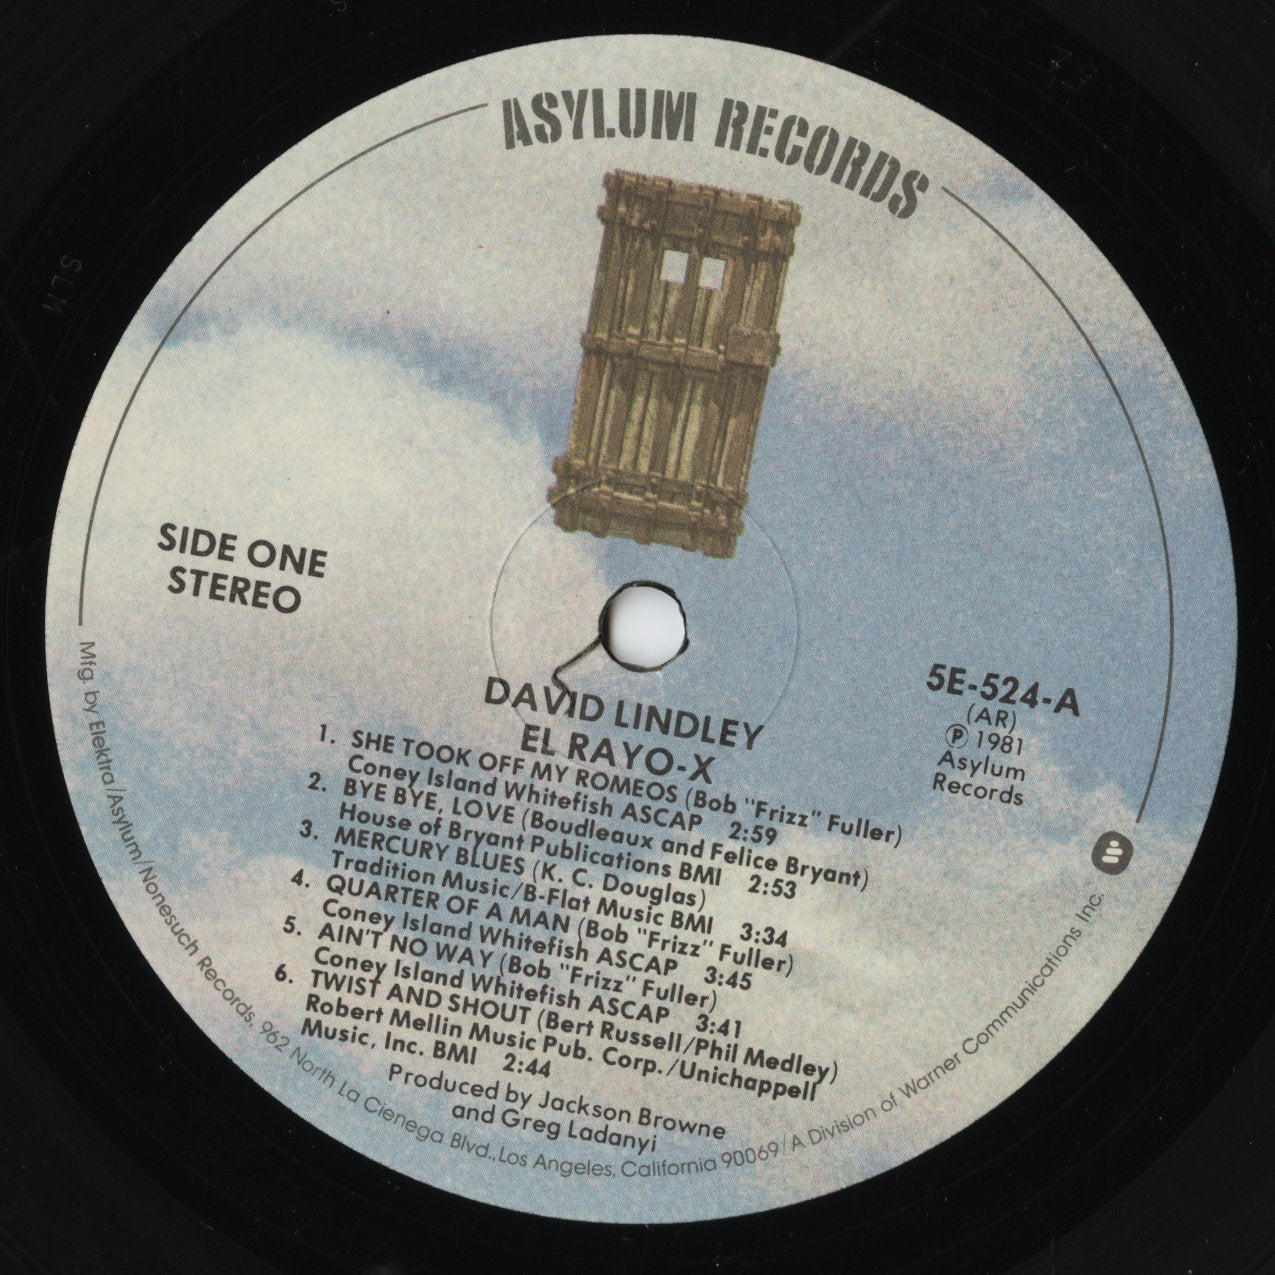 ASYLUM RECORDS
SIDE ONE
STEREO
5E-524-A
(AR)
Ⓟ 1981
Asylum
Records
DAVID LINDLEY
EL RAYO-X
1. SHE TOOK OFF MY ROMEOS (Bob "Frizz" Fuller)
Coney Island Whitefish ASCAP 2:59
2. BYE BYE, LOVE (Boudleaux and Felice Bryant)
House of Bryant Publications BMI 2:53
3. MERCURY BLUES (K. C. Douglas)
Tradition Music/B-Flat Music BMI 3:34
4. QUARTER OF A MAN (Bob "Frizz" Fuller)
Coney Island Whitefish ASCAP 3:45
5. AIN'T NO WAY (Bob "Frizz" Fuller)
Coney Island Whitefish ASCAP 3:41
6. TWIST AND SHOUT (Bert Russell/Phil Medley)
Robert Mellin Music Pub. Corp./Unichappell
Music, Inc. BMI 2:44
Produced by Jackson Browne
and Greg Ladanyi
Mfg. by Elektra/Asylum/Nonesuch Records, 962 North La Cienega Blvd., Los Angeles, California 90069/A Division of Warner Communications Inc.
SLM